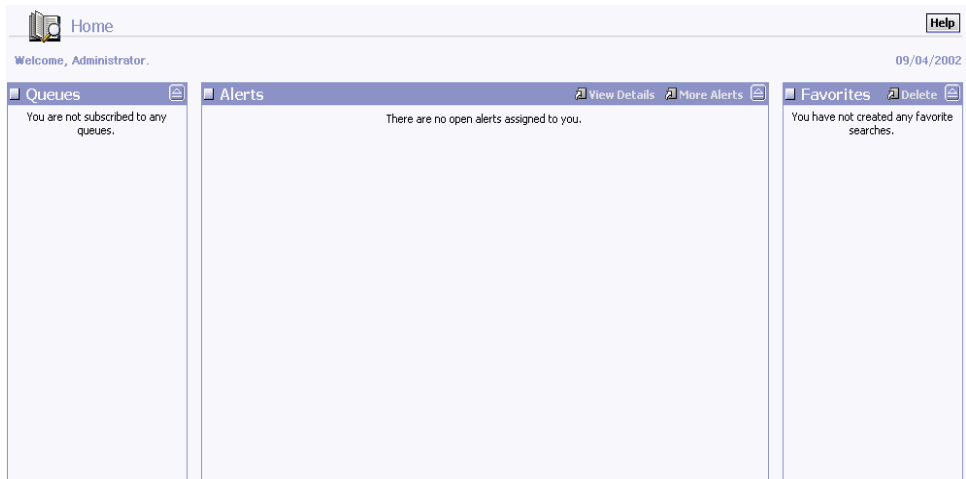 Home
Help
Welcome, Administrator.
09/04/2002
Queues
You are not subscribed to any
queues.
Alerts
View Details
More Alerts
There are no open alerts assigned to you.
Favorites
Delete
You have not created any favorite
searches.